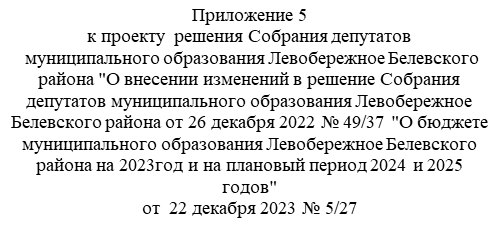 Приложение 5
к проекту решения Собрания депутатов
муниципального образования Левобережное Белевского
района "О внесении изменений в решение Собрания
депутатов муниципального образования Левобережное
Белевского района от 26 декабря 2022 № 49/37 "О бюджете
муниципального образования Левобережное Белевского
района на 2023год и на плановый период 2024 и 2025
годов"
от 22 декабря 2023 № 5/27